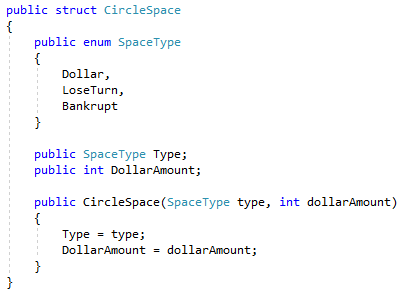 public struct CircleSpace
{
    public enum SpaceType
    {
        Dollar,
        LoseTurn,
        Bankrupt
    }

    public SpaceType Type;
    public int DollarAmount;

    public CircleSpace(SpaceType type, int dollarAmount)
    {
        Type = type;
        DollarAmount = dollarAmount;
    }
}